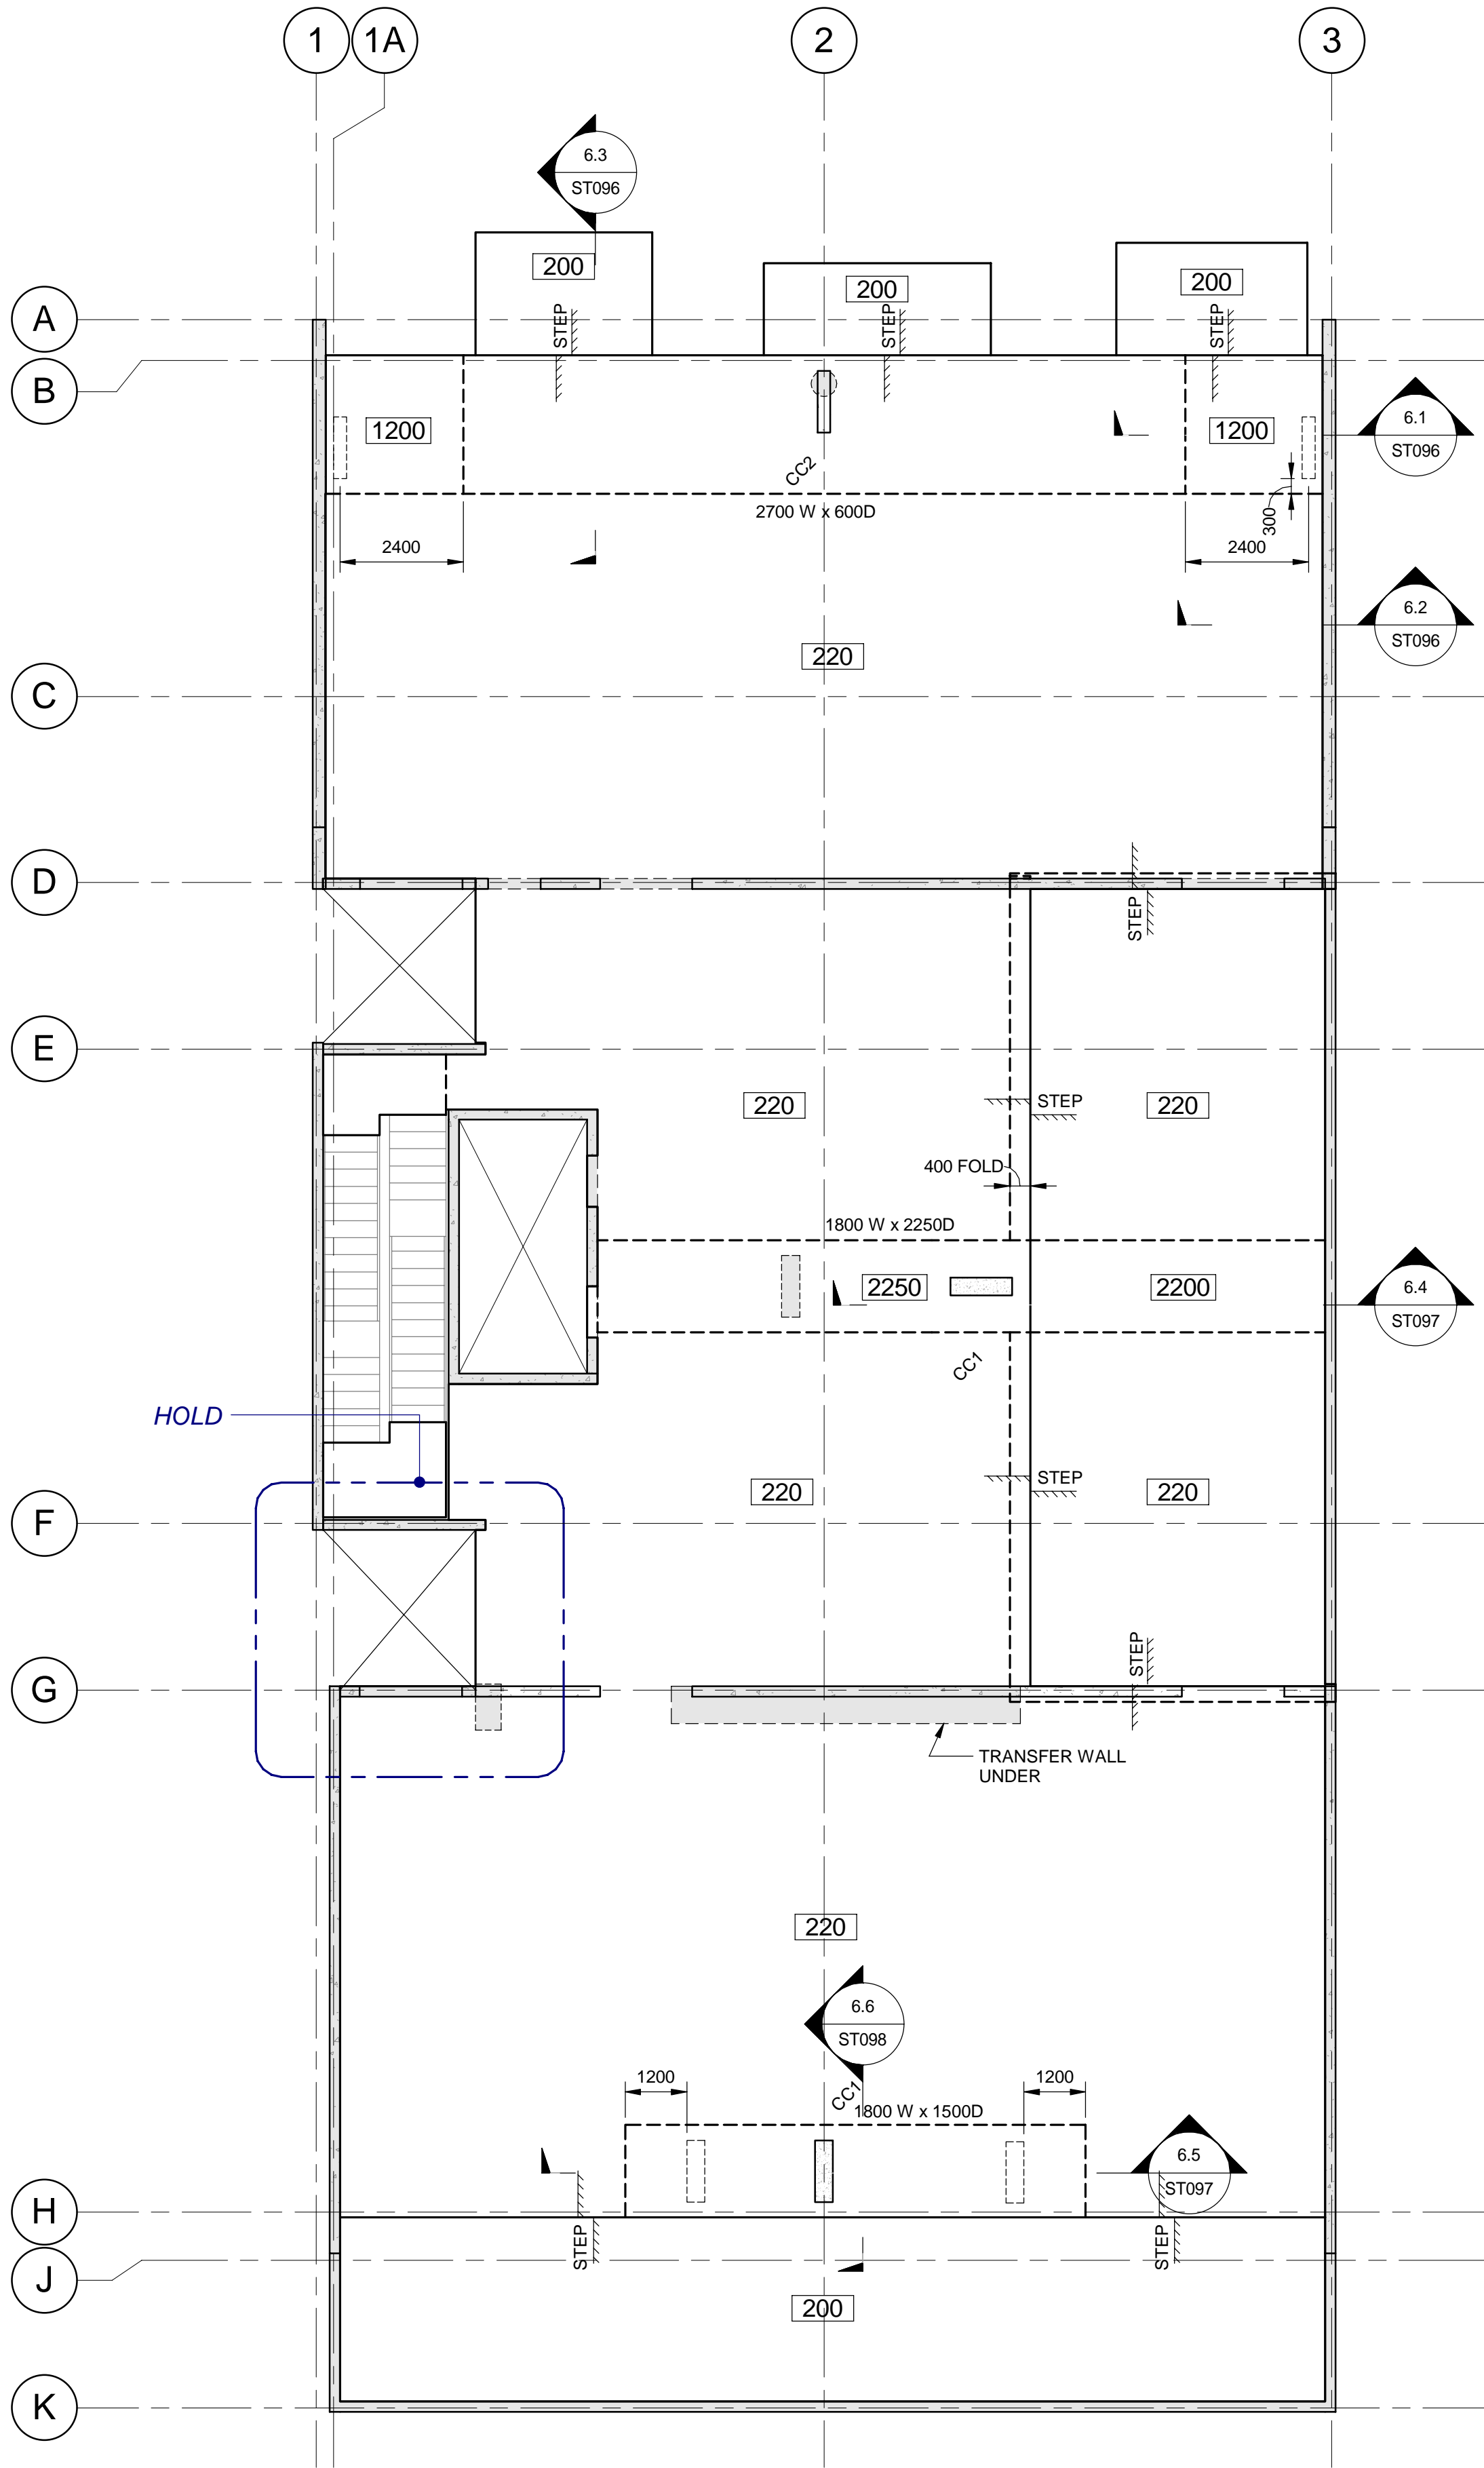 1
1A
2
3
6.3
ST096
200
200
200
A
STEP
STEP
STEP
B
1200
1200
6.1
ST096
CC2
2700 W x 600D
300
2400
2400
6.2
ST096
220
C
D
STEP
E
220
STEP
220
400 FOLD
1800 W x 2250D
2250
2200
6.4
ST097
CC1
HOLD
220
STEP
220
F
STEP
G
TRANSFER WALL
UNDER
220
6.6
ST098
1200
CC1
1200
1800 W x 1500D
6.5
ST097
H
STEP
STEP
J
200
K